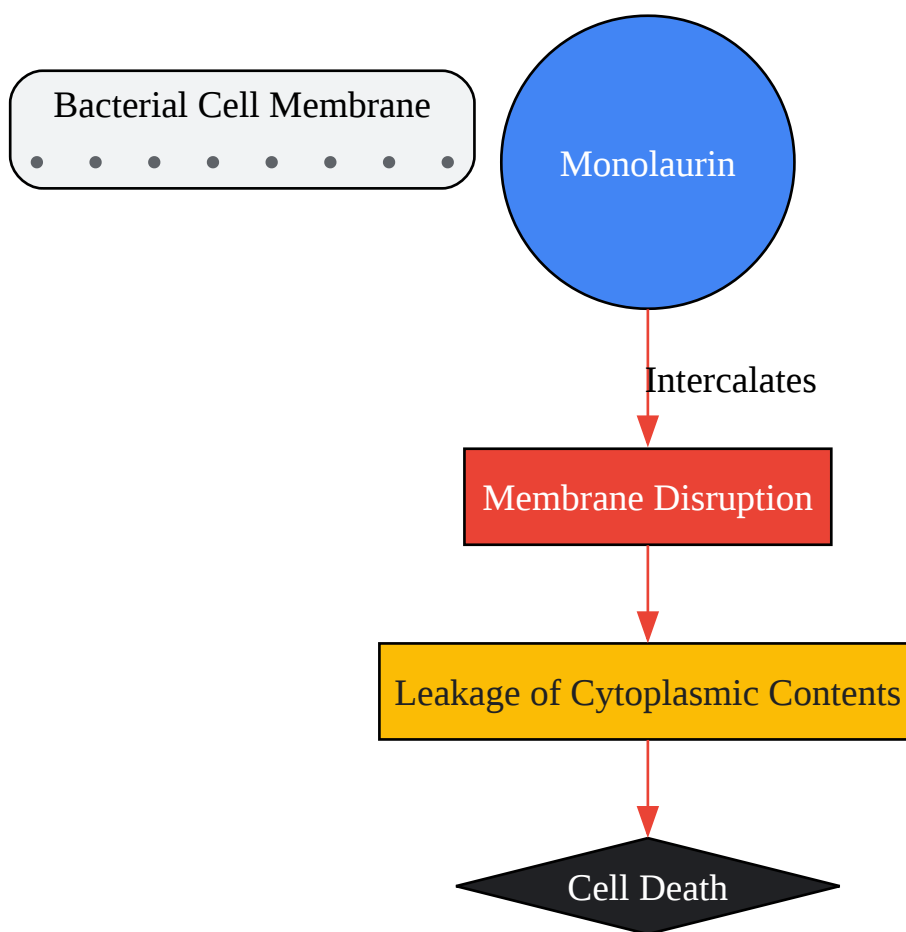 Bacterial Cell Membrane
Monolaurin
Intercalates
Membrane Disruption
Leakage of Cytoplasmic Contents
Cell Death